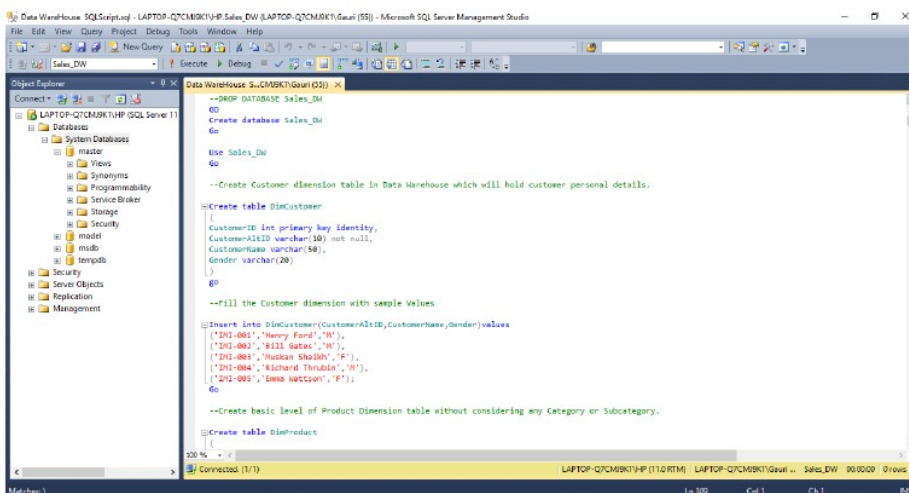 Data WareHouse SQLScript.sql - LAPTOP-Q7CMJ9K1\HP.Sales_DW (LAPTOP-Q7CMJ9K1\Gauri (55)) - Microsoft SQL Server Management Studio
File Edit View Query Project Debug Tools Window Help
New Query
Sales_DW Execute Debug
Object Explorer
Data WareHouse S...CMJ9K1\Gauri (55))
Connect
LAPTOP-Q7CMJ9K1\HP (SQL Server 11
Databases
System Databases
master
Views
Synonyms
Programmability
Service Broker
Storage
Security
model
msdb
tempdb
Security
Server Objects
Replication
Management
--DROP DATABASE Sales_DW
GO
Create database Sales_DW
Go
Use Sales_DW
Go
--Create Customer dimension table in Data Warehouse which will hold customer personal details.
Create table DimCustomer
(
CustomerID int primary key identity,
CustomerAltID varchar(10) not null,
CustomerName varchar(50),
Gender varchar(20)
)
go
--Fill the Customer dimension with sample Values
Insert into DimCustomer(CustomerAltID,CustomerName,Gender)values
('IMI-001','Henry Ford','M'),
('IMI-002','Bill Gates','M'),
('IMI-003','Muskan Shaikh','F'),
('IMI-004','Richard Thrubin','M'),
('IMI-005','Emma Wattson','F');
Go
--Create basic level of Product Dimension table without considering any Category or Subcategory.
Create table DimProduct
(
100 %
Connected. (1/1) LAPTOP-Q7CMJ9K1\HP (11.0 RTM) LAPTOP-Q7CMJ9K1\Gauri ... Sales_DW 00:00:00 0 rows
Ln 309 Col 1 Ch 1 INS